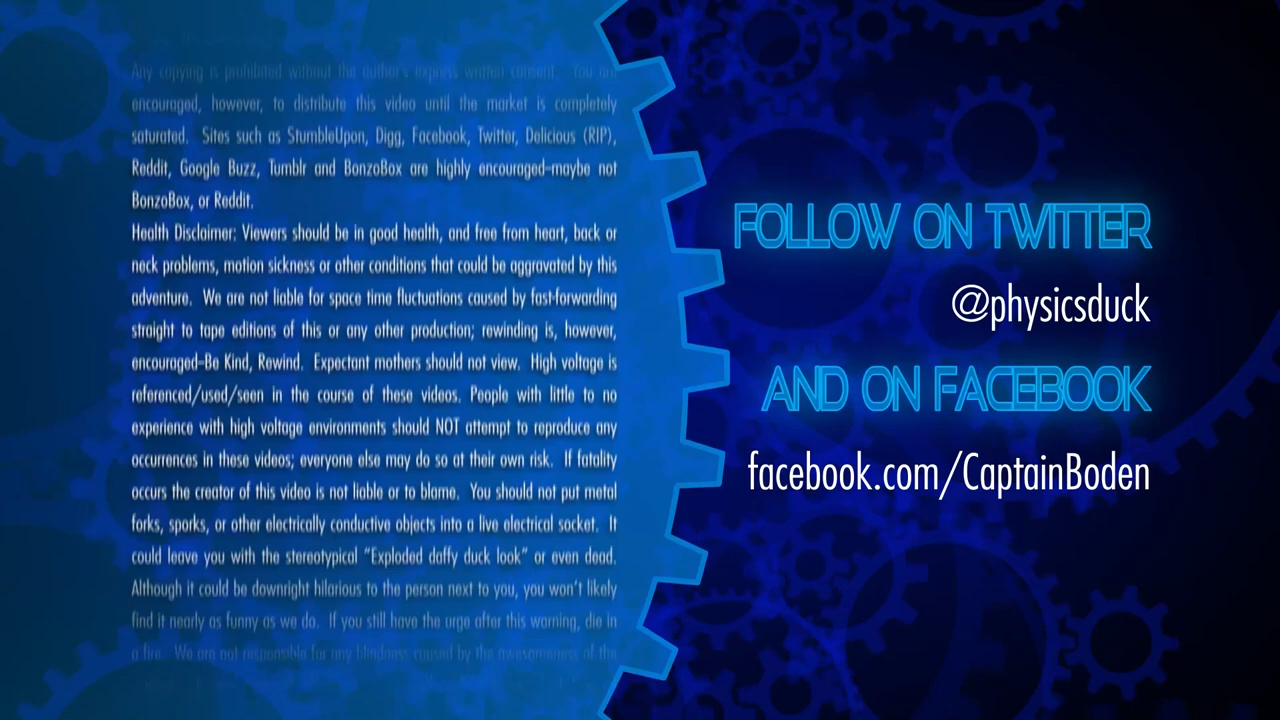 Any copying is prohibited without the author's express written consent. You are
encouraged, however, to distribute this video until the market is completely
saturated. Sites such as StumbleUpon, Digg, Facebook, Twitter, Delicious (RIP),
Reddit, Google Buzz, Tumblr and BonzoBox are highly encouraged–maybe not
BonzoBox, or Reddit.
Health Disclaimer: Viewers should be in good health, and free from heart, back or
neck problems, motion sickness or other conditions that could be aggravated by this
adventure. We are not liable for space time fluctuations caused by fast-forwarding
straight to tape editions of this or any other production; rewinding is, however,
encouraged–Be Kind, Rewind. Expectant mothers should not view. High voltage is
referenced/used/seen in the course of these videos. People with little to no
experience with high voltage environments should NOT attempt to reproduce any
occurrences in these videos; everyone else may do so at their own risk. If fatality
occurs the creator of this video is not liable or to blame. You should not put metal
forks, sporks, or other electrically conductive objects into a live electrical socket. It
could leave you with the stereotypical “Exploded daffy duck look” or even dead.
Although it could be downright hilarious to the person next to you, you won’t likely
find it nearly as funny as we do. If you still have the urge after this warning, die in
a fire. We are not responsible for any blindness caused by the awesomeness of the
FOLLOW ON TWITTER
@physicsduck
AND ON FACEBOOK
facebook.com/CaptainBoden